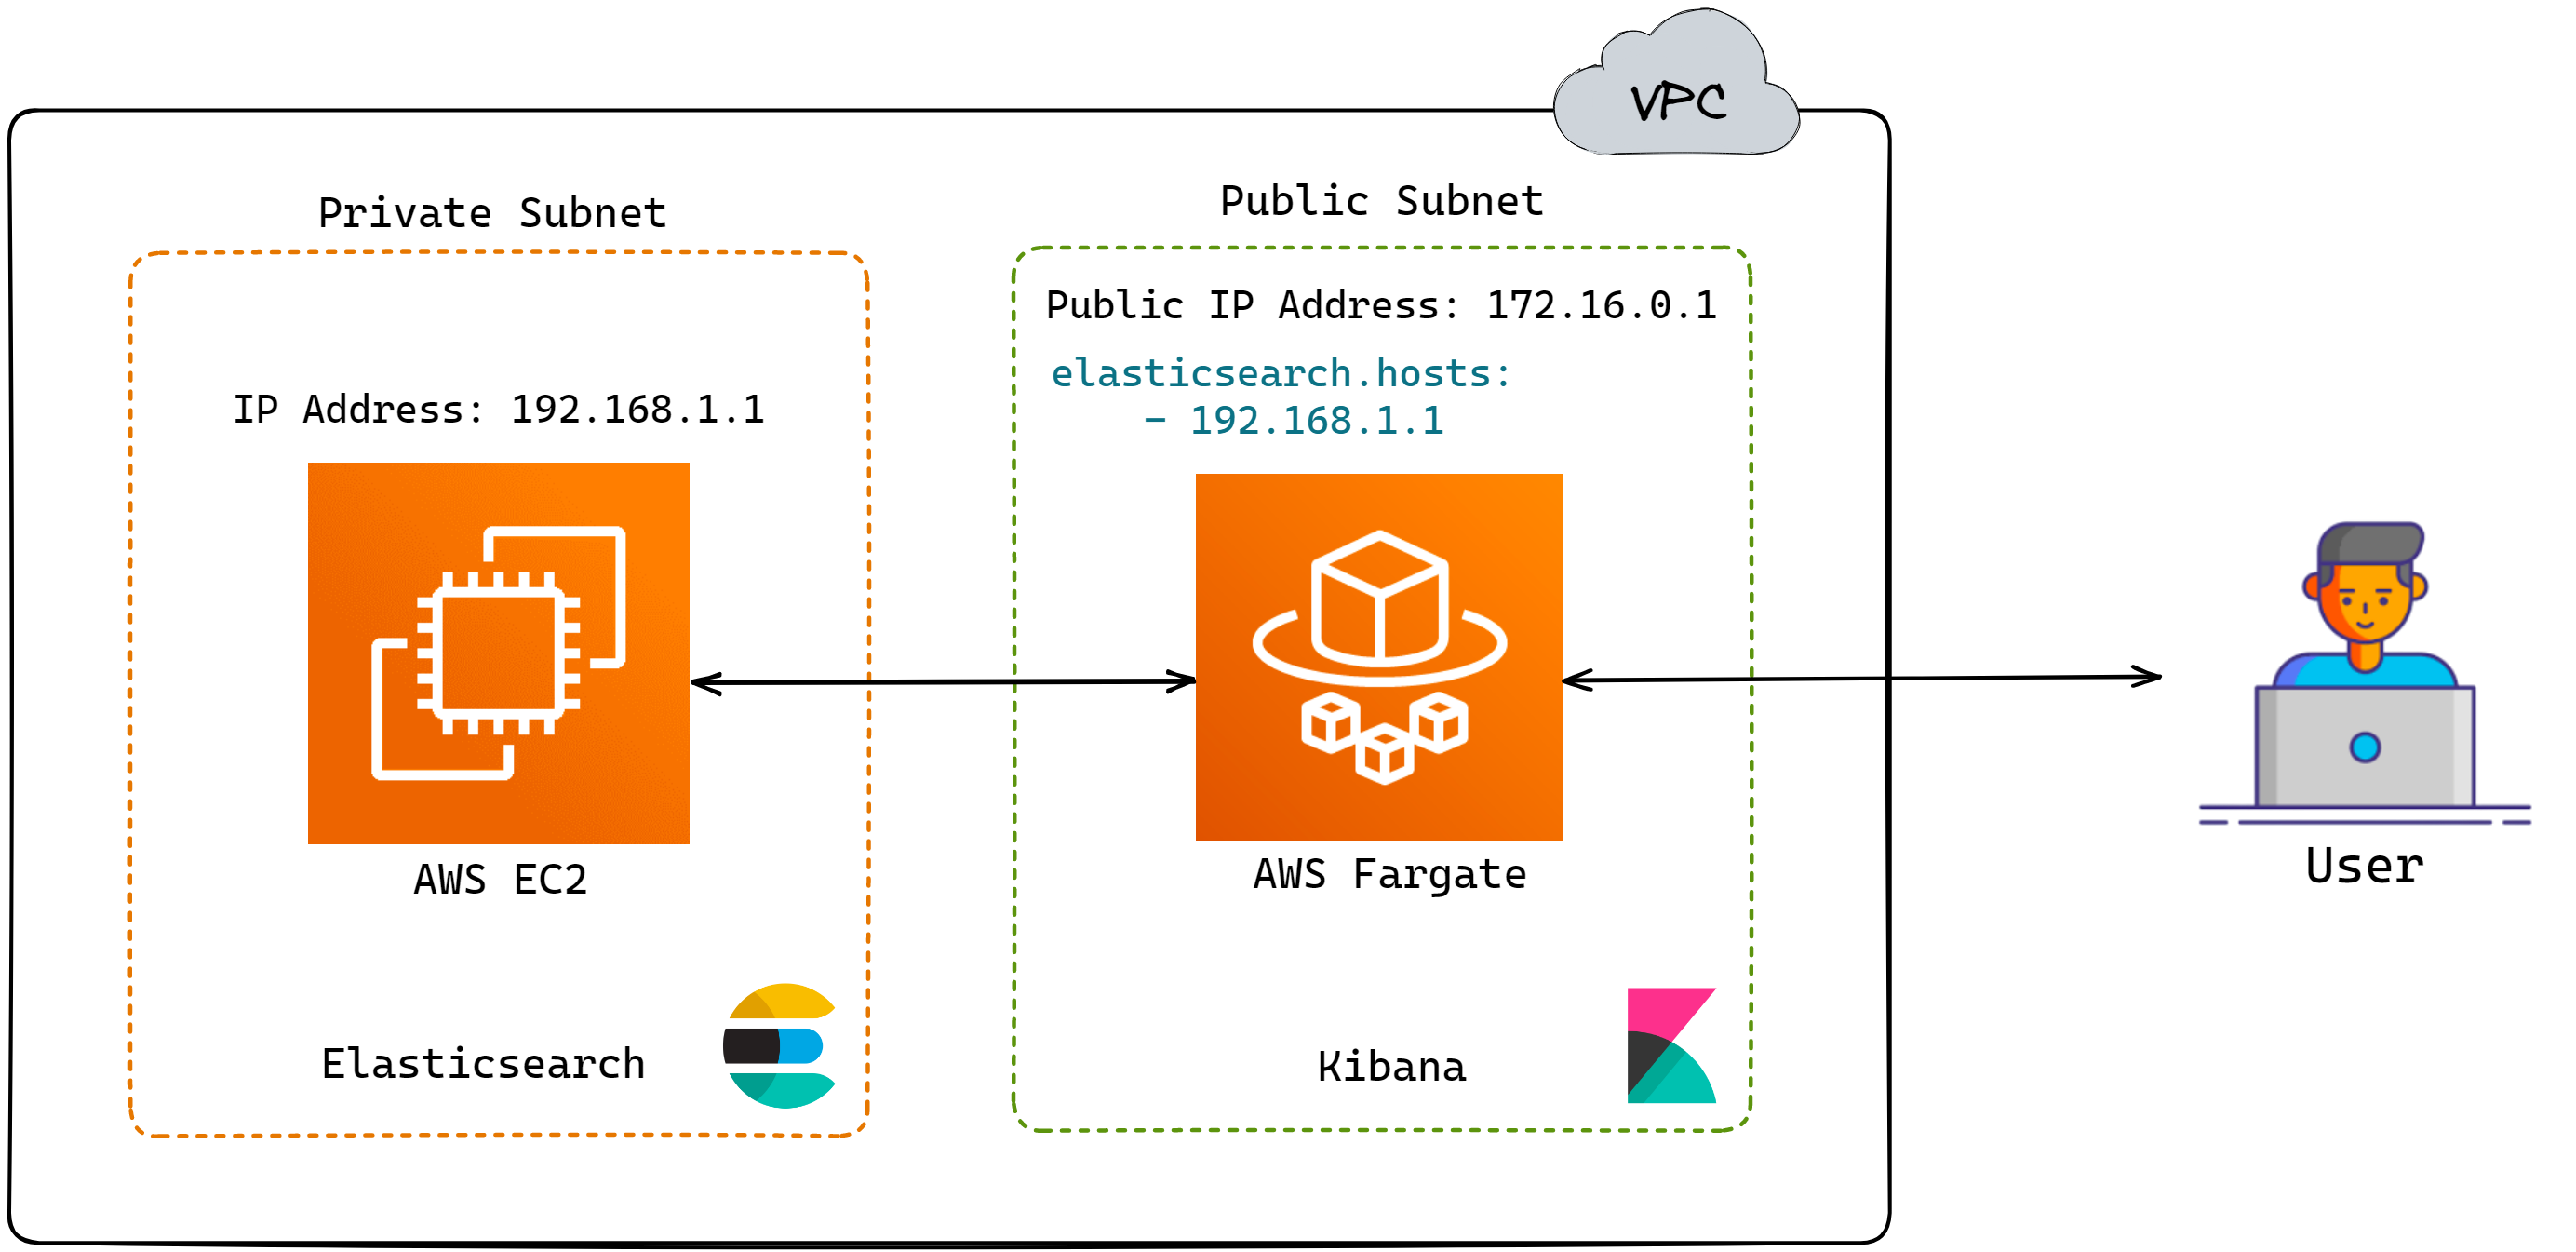 VPC
Private Subnet
IP Address: 192.168.1.1
AWS EC2
Elasticsearch
Public Subnet
Public IP Address: 172.16.0.1
elasticsearch.hosts:
- 192.168.1.1
AWS Fargate
Kibana
User